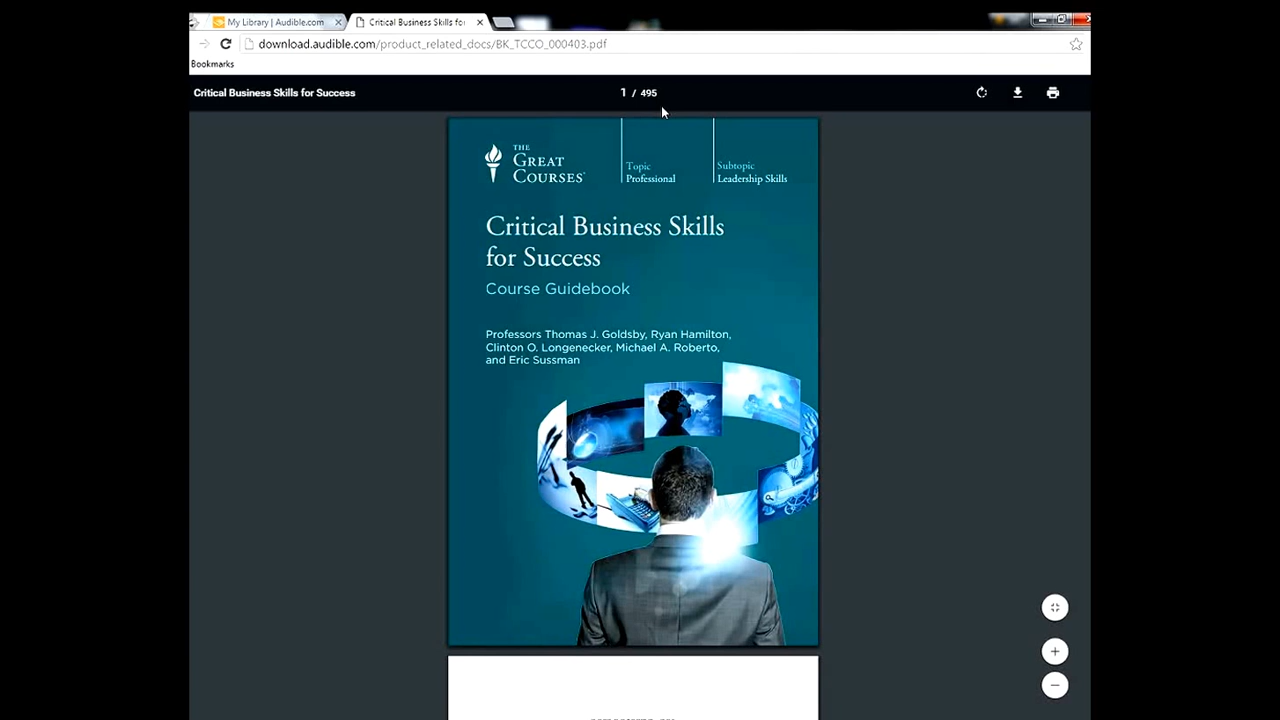 My Library | Audible.com
Critical Business Skills fo
download.audible.com/product_related_docs/BK_TCCO_000403.pdf
Bookmarks
Critical Business Skills for Success
1 / 495
THE
GREAT
COURSES
Topic
Professional
Subtopic
Leadership Skills
Critical Business Skills
for Success
Course Guidebook
Professors Thomas J. Goldsby, Ryan Hamilton,
Clinton O. Longenecker, Michael A. Roberto,
and Eric Sussman